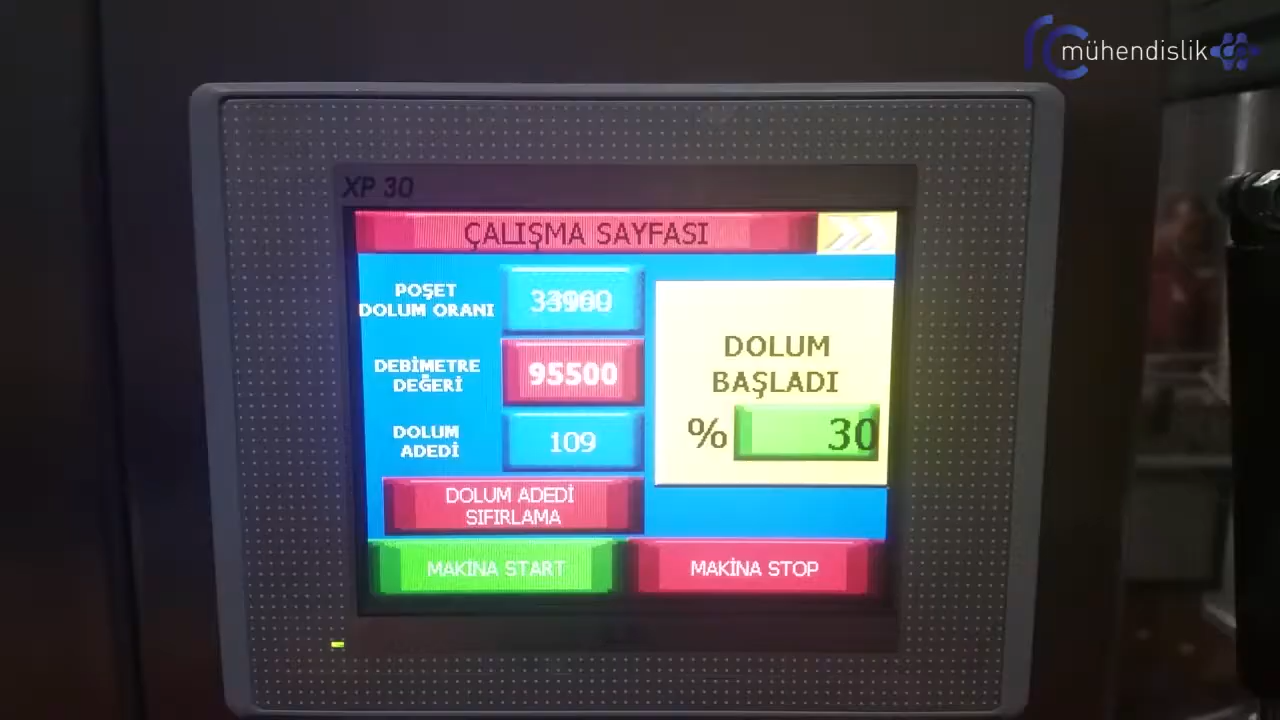 mühendislik
XP 30
ÇALIŞMA SAYFASI
POŞET
DOLUM ORANI
DEBİMETRE
DEĞERİ
95500
DOLUM
ADEDİ
109
DOLUM ADEDİ
SIFIRLAMA
DOLUM
BAŞLADI
% 30
MAKİNA START
MAKİNA STOP